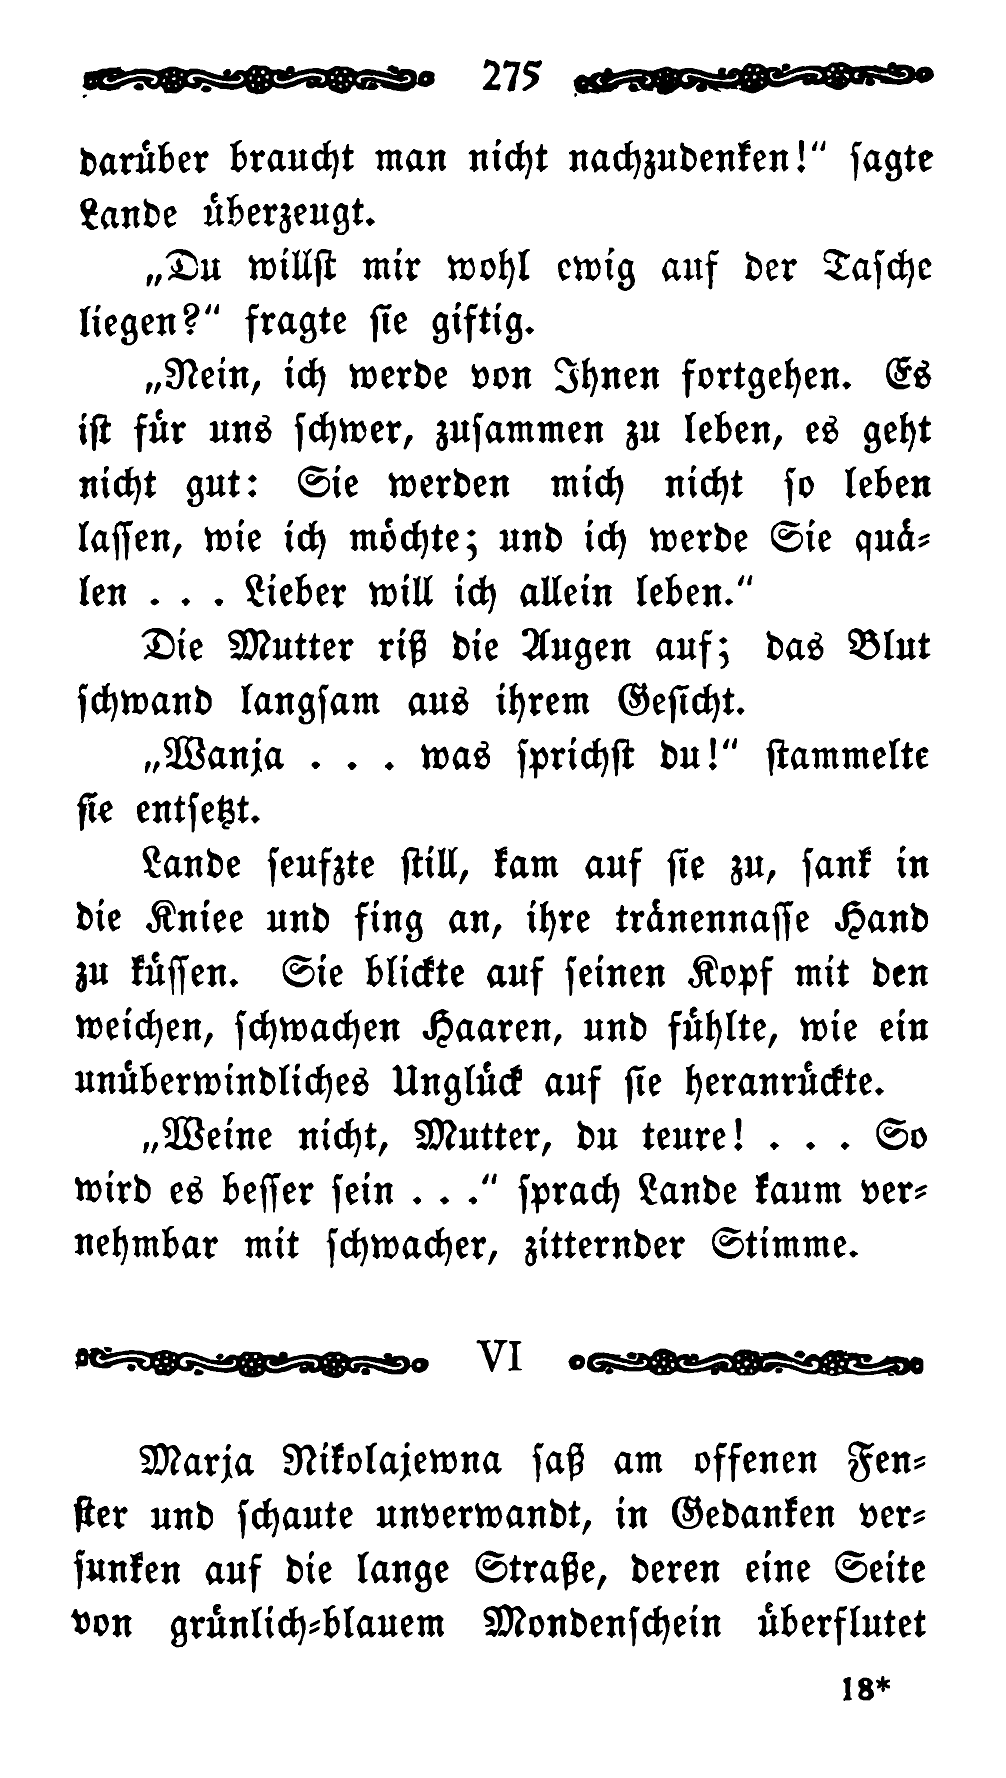 275
darüber braucht man nicht nachzudenken!“ sagte
Lande überzeugt.
„Du willst mir wohl ewig auf der Tasche
liegen?“ fragte sie giftig.
„Nein, ich werde von Ihnen fortgehen. Es
ist für uns schwer, zusammen zu leben, es geht
nicht gut: Sie werden mich nicht so leben
lassen, wie ich möchte; und ich werde Sie quä-
len . . . Lieber will ich allein leben.“
Die Mutter riß die Augen auf; das Blut
schwand langsam aus ihrem Gesicht.
„Wanja . . . was sprichst du!“ stammelte
sie entsetzt.
Lande seufzte still, kam auf sie zu, sank in
die Kniee und fing an, ihre tränennasse Hand
zu küssen. Sie blickte auf seinen Kopf mit den
weichen, schwachen Haaren, und fühlte, wie ein
unüberwindliches Unglück auf sie heranrückte.
„Weine nicht, Mutter, du teure! . . . So
wird es besser sein . . .“ sprach Lande kaum ver-
nehmbar mit schwacher, zitternder Stimme.
VI
Marja Nikolajewna saß am offenen Fen-
ster und schaute unverwandt, in Gedanken ver-
sunken auf die lange Straße, deren eine Seite
von grünlich-blauem Mondenschein überflutet
18*